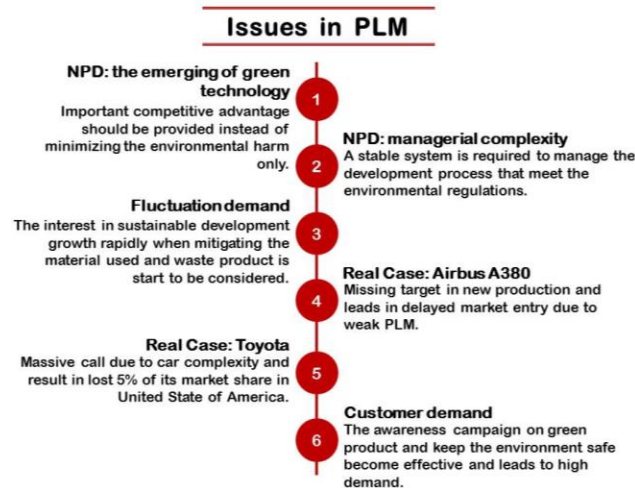 Issues in PLM
NPD: the emerging of green
technology
Important competitive advantage
should be provided instead of
minimizing the environmental harm
only.
1
NPD: managerial complexity
A stable system is required to manage the
development process that meet the
environmental regulations.
2
Fluctuation demand
The interest in sustainable development
growth rapidly when mitigating the
material used and waste product is
start to be considered.
3
Real Case: Airbus A380
Missing target in new production and
leads in delayed market entry due to
weak PLM.
4
Real Case: Toyota
Massive call due to car complexity and
result in lost 5% of its market share in
United State of America.
5
Customer demand
The awareness campaign on green
product and keep the environment safe
become effective and leads to high
demand.
6